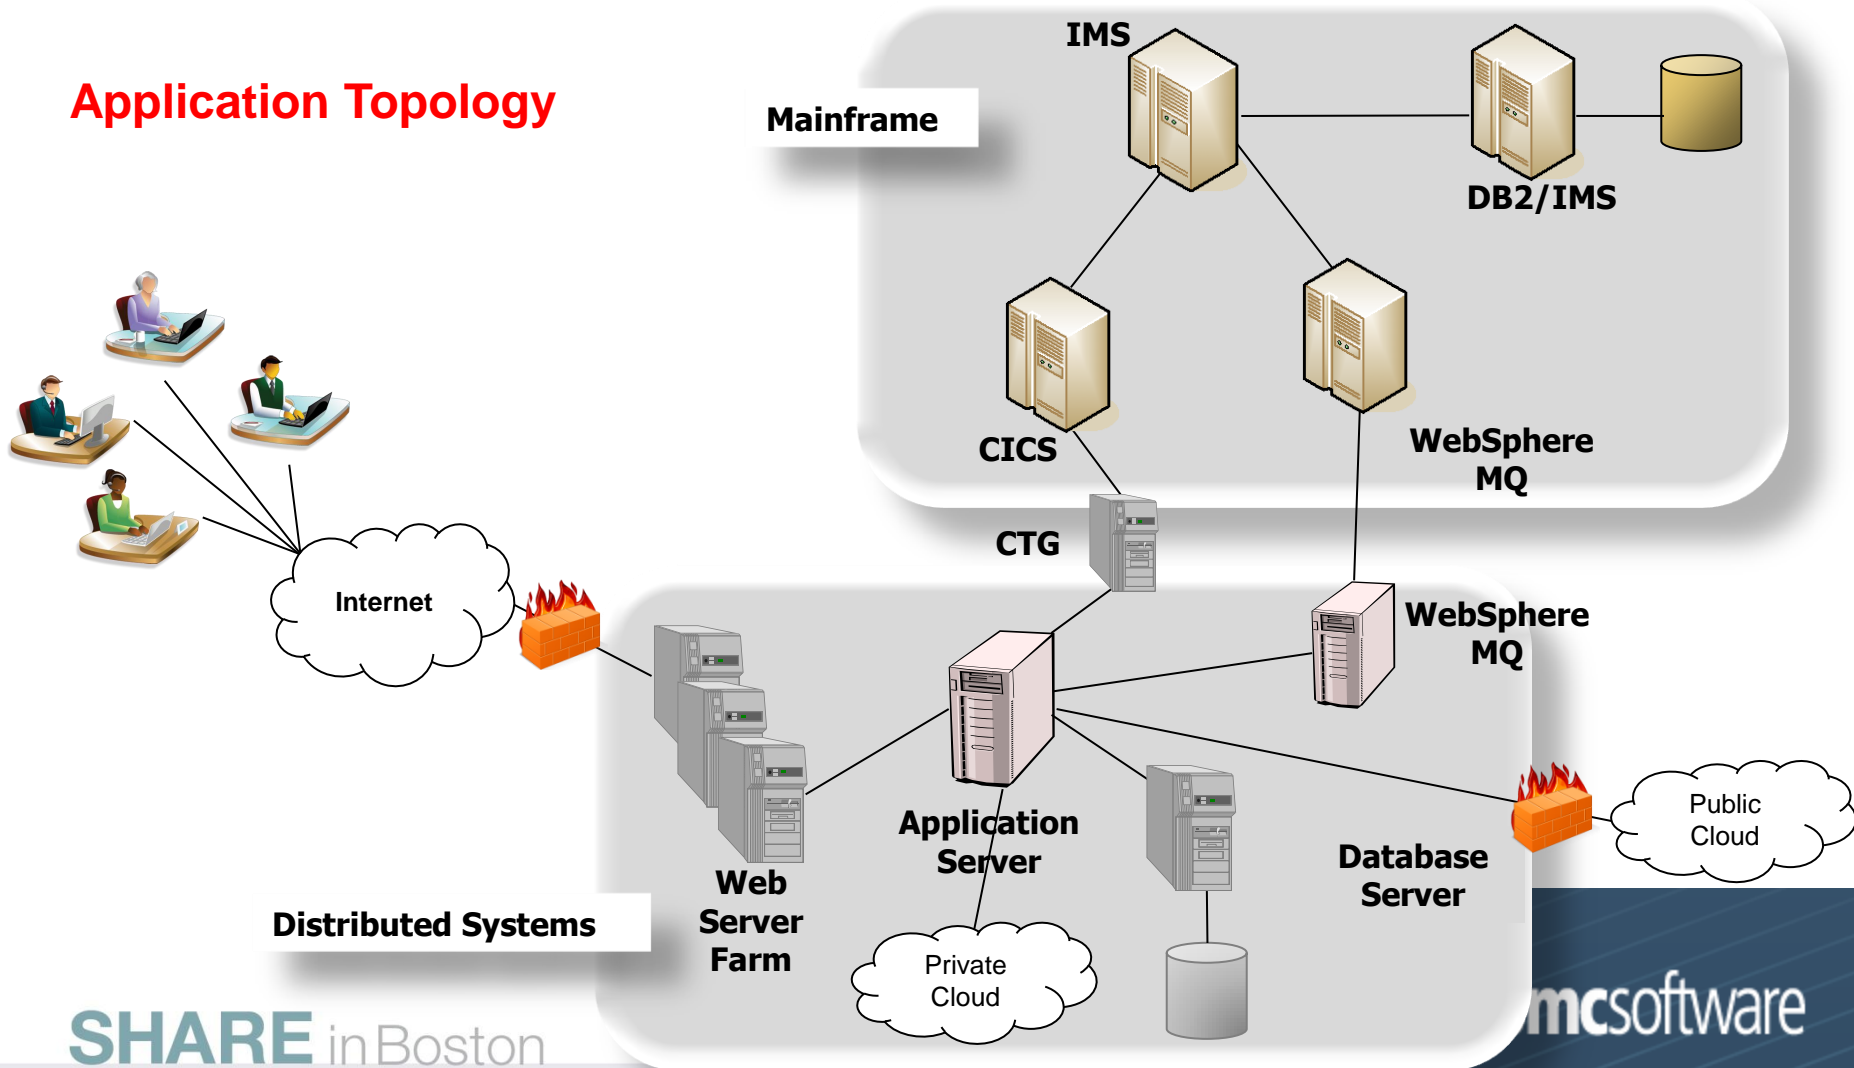 Application Topology
IMS
Mainframe
DB2/IMS
CICS
WebSphere
MQ
CTG
Internet
WebSphere
MQ
Application
Server
Public
Cloud
Database
Server
Web
Server
Farm
Distributed Systems
Private
Cloud
SHARE in Boston
mcsoftware